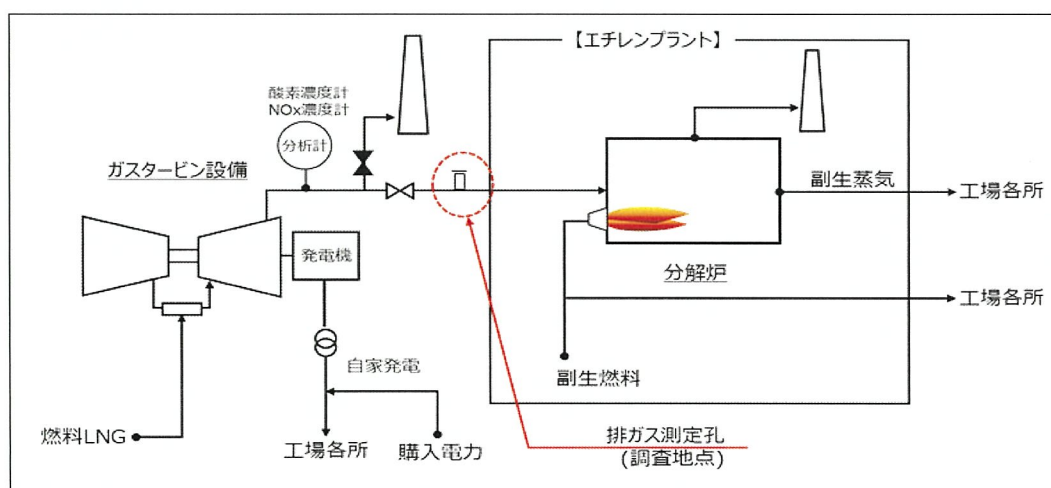 【エチレンプラント】
酸素濃度計
NOx濃度計
分析計
ガスタービン設備
副生蒸気
工場各所
発電機
分解炉
工場各所
自家発電
副生燃料
燃料LNG
工場各所
購入電力
排ガス測定孔
(調査地点)